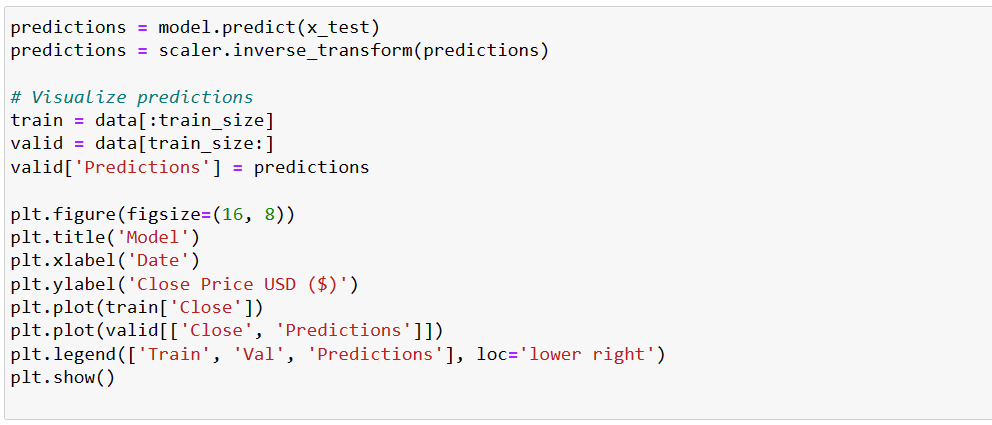 predictions = model.predict(x_test)
predictions = scaler.inverse_transform(predictions)
# Visualize predictions
train = data[:train_size]
valid = data[train_size:]
valid['Predictions'] = predictions
plt.figure(figsize=(16, 8))
plt.title('Model')
plt.xlabel('Date')
plt.ylabel('Close Price USD ($)')
plt.plot(train['Close'])
plt.plot(valid[['Close', 'Predictions']])
plt.legend(['Train', 'Val', 'Predictions'], loc='lower right')
plt.show()